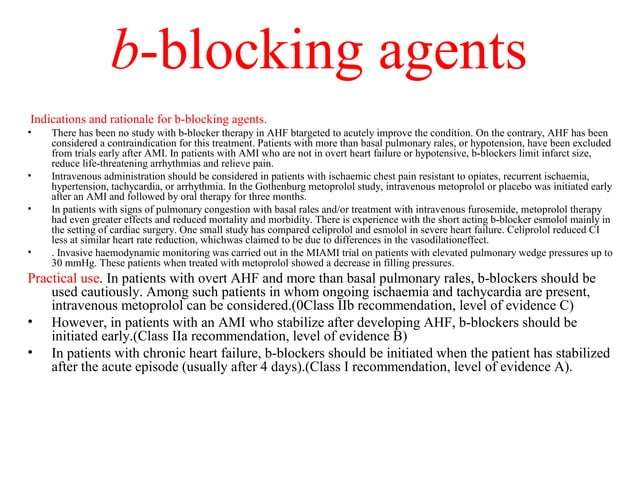 b-blocking agents
Indications and rationale for b-blocking agents.
• There has been no study with b-blocker therapy in AHF btargeted to acutely improve the condition. On the contrary, AHF has been
considered a contraindication for this treatment. Patients with more than basal pulmonary rales, or hypotension, have been excluded
from trials early after AMI. In patients with AMI who are not in overt heart failure or hypotensive, b-blockers limit infarct size,
reduce life-threatening arrhythmias and relieve pain.
• Intravenous administration should be considered in patients with ischaemic chest pain resistant to opiates, recurrent ischaemia,
hypertension, tachycardia, or arrhythmia. In the Gothenburg metoprolol study, intravenous metoprolol or placebo was initiated early
after an AMI and followed by oral therapy for three months.
• In patients with signs of pulmonary congestion with basal rales and/or treatment with intravenous furosemide, metoprolol therapy
had even greater effects and reduced mortality and morbidity. There is experience with the short acting b-blocker esmolol mainly in
the setting of cardiac surgery. One small study has compared celiprolol and esmolol in severe heart failure. Celiprolol reduced CI
less at similar heart rate reduction, whichwas claimed to be due to differences in the vasodilationeffect.
• . Invasive haemodynamic monitoring was carried out in the MIAMI trial on patients with elevated pulmonary wedge pressures up to
30 mmHg. These patients when treated with metoprolol showed a decrease in filling pressures.
Practical use. In patients with overt AHF and more than basal pulmonary rales, b-blockers should be
used cautiously. Among such patients in whom ongoing ischaemia and tachycardia are present,
intravenous metoprolol can be considered.(0Class IIb recommendation, level of evidence C)
• However, in patients with an AMI who stabilize after developing AHF, b-blockers should be
initiated early.(Class IIa recommendation, level of evidence B)
• In patients with chronic heart failure, b-blockers should be initiated when the patient has stabilized
after the acute episode (usually after 4 days).(Class I recommendation, level of evidence A).